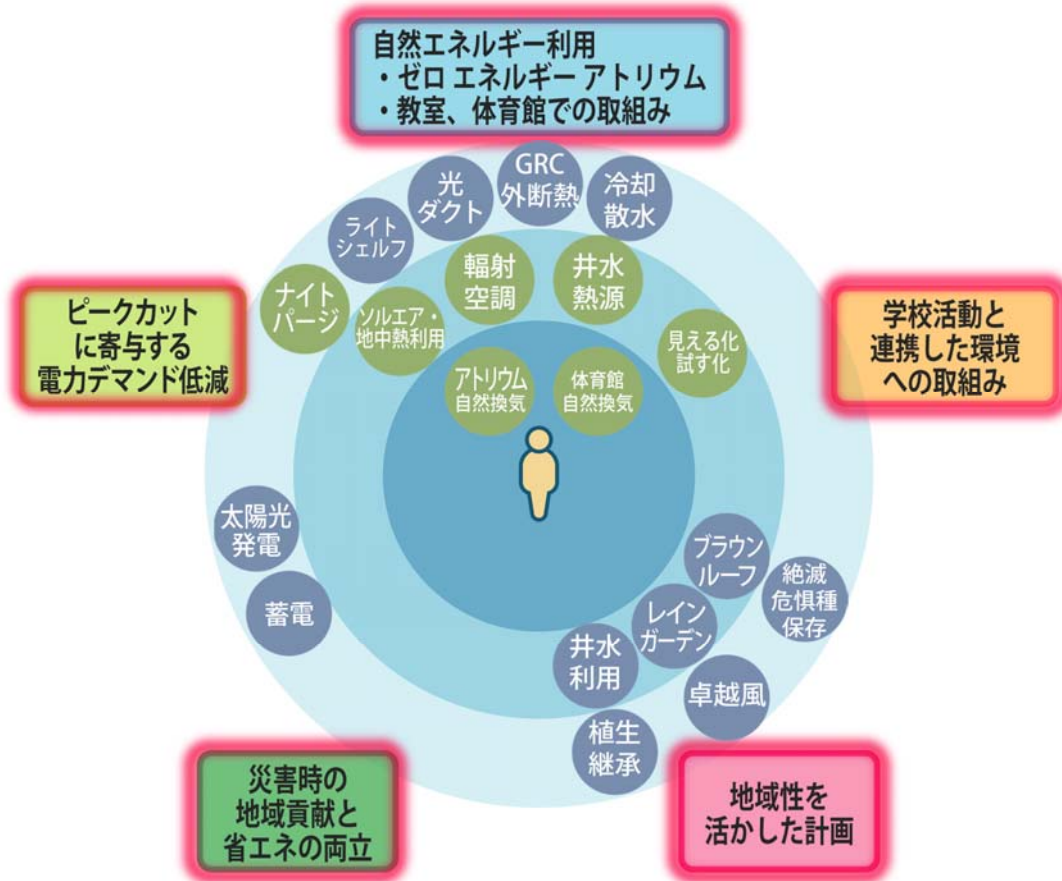 自然エネルギー利用
・ゼロ エネルギー アトリウム
・教室、体育館での取組み
GRC
外断熱
光
ダクト
冷却
散水
ライト
シェルフ
ナイト
パージ
ソルエア・
地中熱利用
輻射
空調
井水
熱源
見える化
試す化
アトリウム
自然換気
体育館
自然換気
ピークカット
に寄与する
電力デマンド低減
学校活動と
連携した環境
への取組み
太陽光
発電
蓄電
ブラウン
ルーフ
絶滅
危惧種
保存
レイン
ガーデン
井水
利用
卓越風
植生
継承
災害時の
地域貢献と
省エネの両立
地域性を
活かした計画